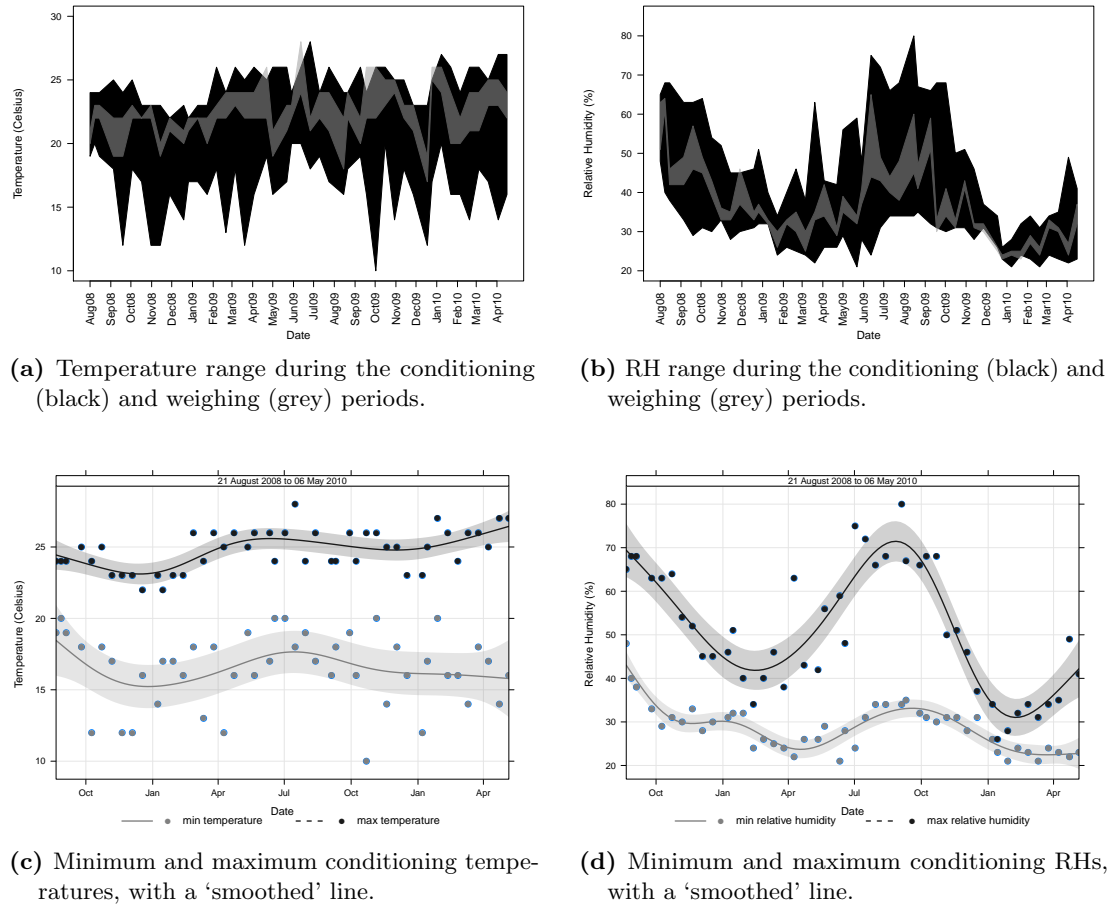 30
25
20
15
10
Temperature (Celsius)
Aug08 Sep08 Oct08 Nov08 Dec08 Jan09 Feb09 Mar09 Apr09 May09 Jun09 Jul09 Aug09 Sep09 Oct09 Nov09 Dec09 Jan10 Feb10 Mar10 Apr10
Date
(a) Temperature range during the conditioning
(black) and weighing (grey) periods.
80
70
60
50
40
30
20
Relative Humidity (%)
Aug08 Sep08 Oct08 Nov08 Dec08 Jan09 Feb09 Mar09 Apr09 May09 Jun09 Jul09 Aug09 Sep09 Oct09 Nov09 Dec09 Jan10 Feb10 Mar10 Apr10
Date
(b) RH range during the conditioning (black) and
weighing (grey) periods.
21 August 2008 to 06 May 2010
25
20
15
10
Temperature (Celsius)
Oct Jan Apr Jul Oct Jan Apr
Date
min temperature max temperature
(c) Minimum and maximum conditioning tempe-
ratures, with a ‘smoothed’ line.
21 August 2008 to 06 May 2010
80
70
60
50
40
30
20
Relative Humidity (%)
Oct Jan Apr Jul Oct Jan Apr
Date
min relative humidity max relative humidity
(d) Minimum and maximum conditioning RHs,
with a ‘smoothed’ line.